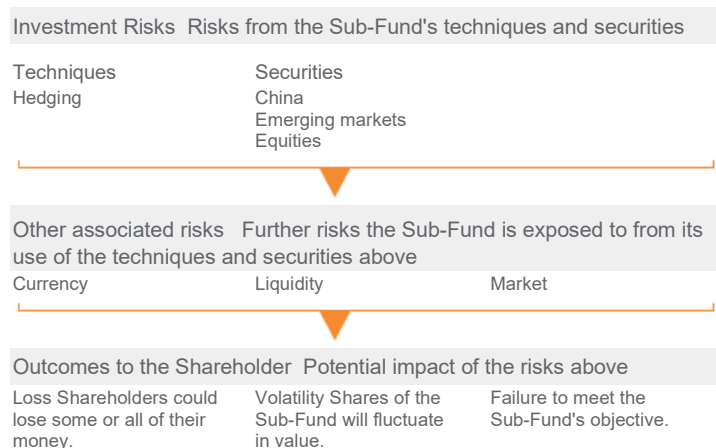 Investment Risks Risks from the Sub-Fund's techniques and securities
Techniques
Hedging
Securities
China
Emerging markets
Equities
Other associated risks Further risks the Sub-Fund is exposed to from its
use of the techniques and securities above
Currency
Liquidity
Market
Outcomes to the Shareholder Potential impact of the risks above
Loss Shareholders could
lose some or all of their
money.
Volatility Shares of the
Sub-Fund will fluctuate
in value.
Failure to meet the
Sub-Fund's objective.